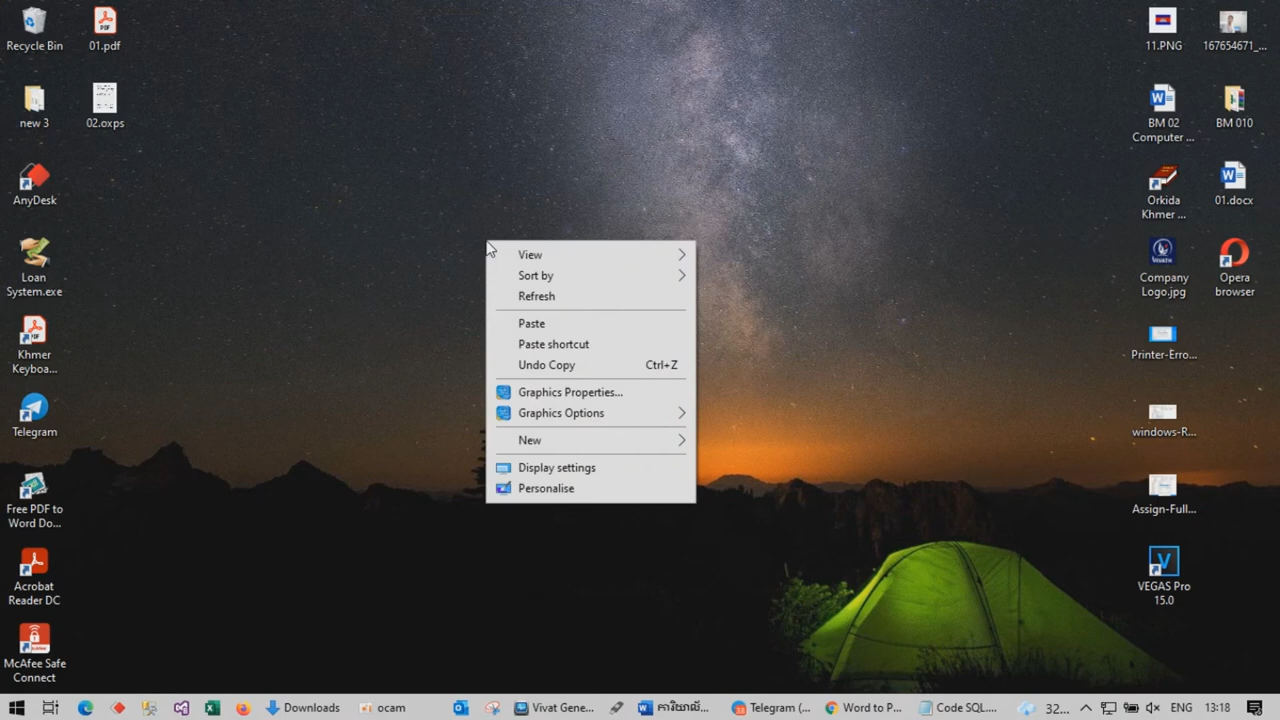 Recycle Bin
01.pdf
new 3
02.oxps
AnyDesk
Loan
System.exe
Khmer
Keyboa...
Telegram
Free PDF to
Word Do...
Acrobat
Reader DC
McAfee Safe
Connect
View
Sort by
Refresh
Paste
Paste shortcut
Undo Copy Ctrl+Z
Graphics Properties...
Graphics Options
New
Display settings
Personalise
11.PNG
167654671_...
BM 02
Computer ...
BM 010
Orkida
Khmer ...
01.docx
Company
Logo.jpg
Opera
browser
Printer-Erro...
windows-R...
Assign-Full...
VEGAS Pro
15.0
Downloads ocam Vivat Gene... ការិយាល័... Telegram (... Word to P... Code SQL.... 32... ENG 13:18